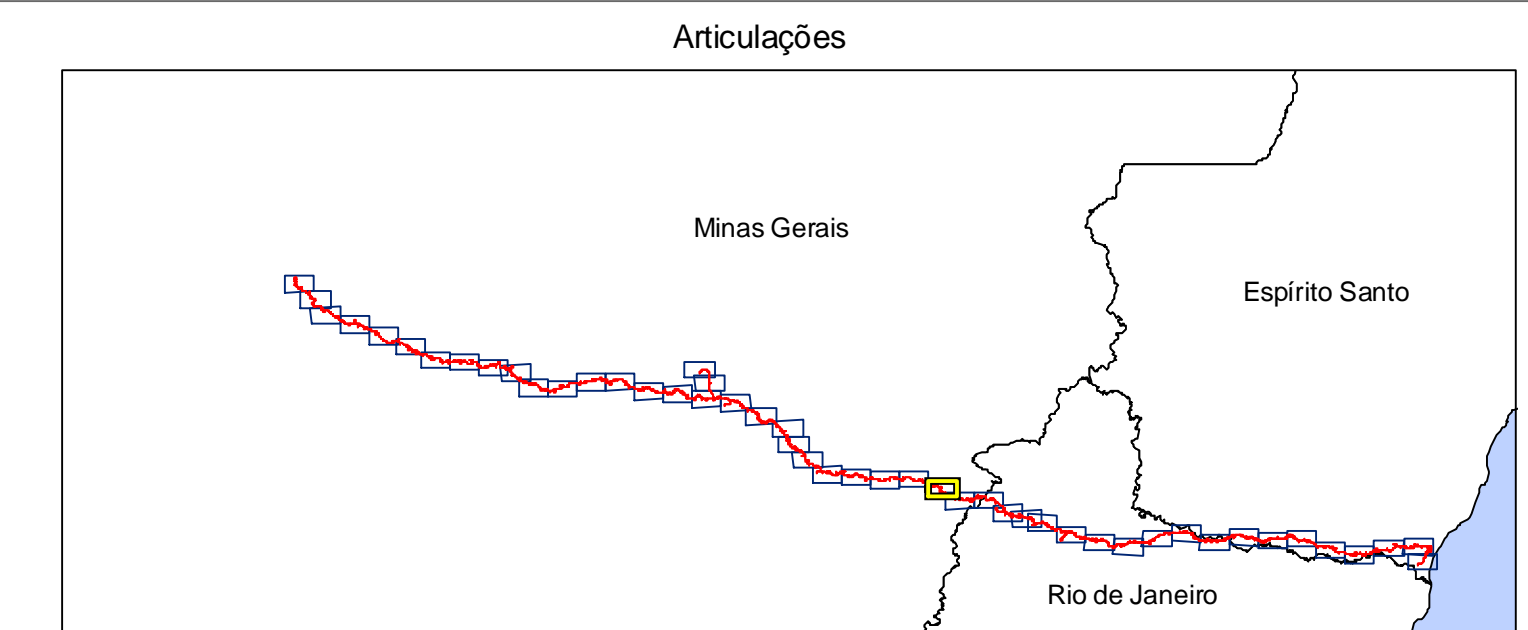 Articulações
Minas Gerais
Espírito Santo
Rio de Janeiro